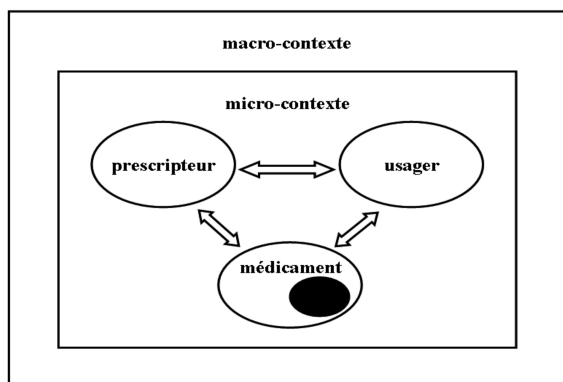 macro-contexte
micro-contexte
prescripteur
usager
médicament